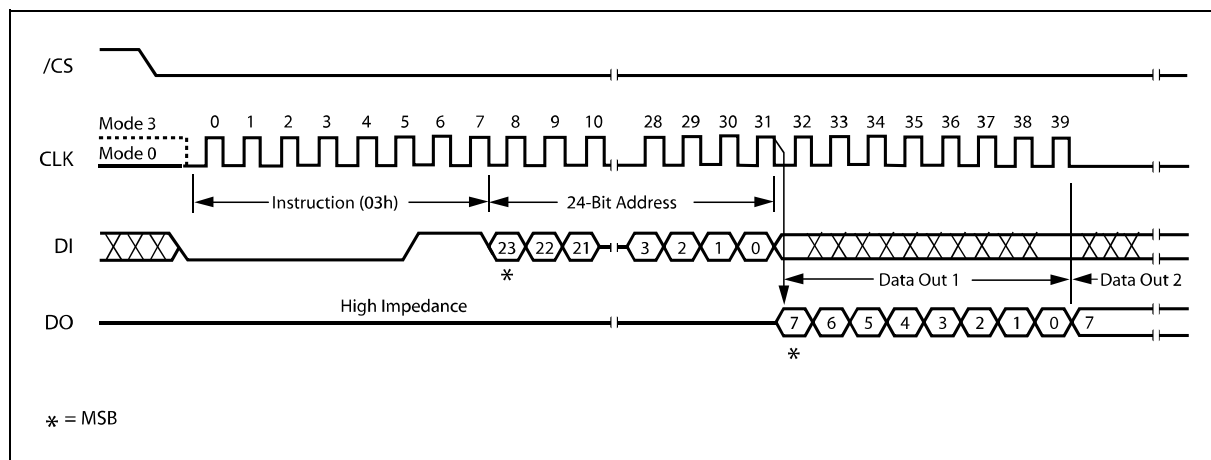 /CS
Mode 3
0 1 2 3 4 5 6 7 8 9 10 28 29 30 31 32 33 34 35 36 37 38 39
Mode 0
CLK
Instruction (03h) 24-Bit Address
DI 23 22 21 3 2 1 0
*
Data Out 1 Data Out 2
High Impedance
DO 7 6 5 4 3 2 1 0 7
*
* = MSB